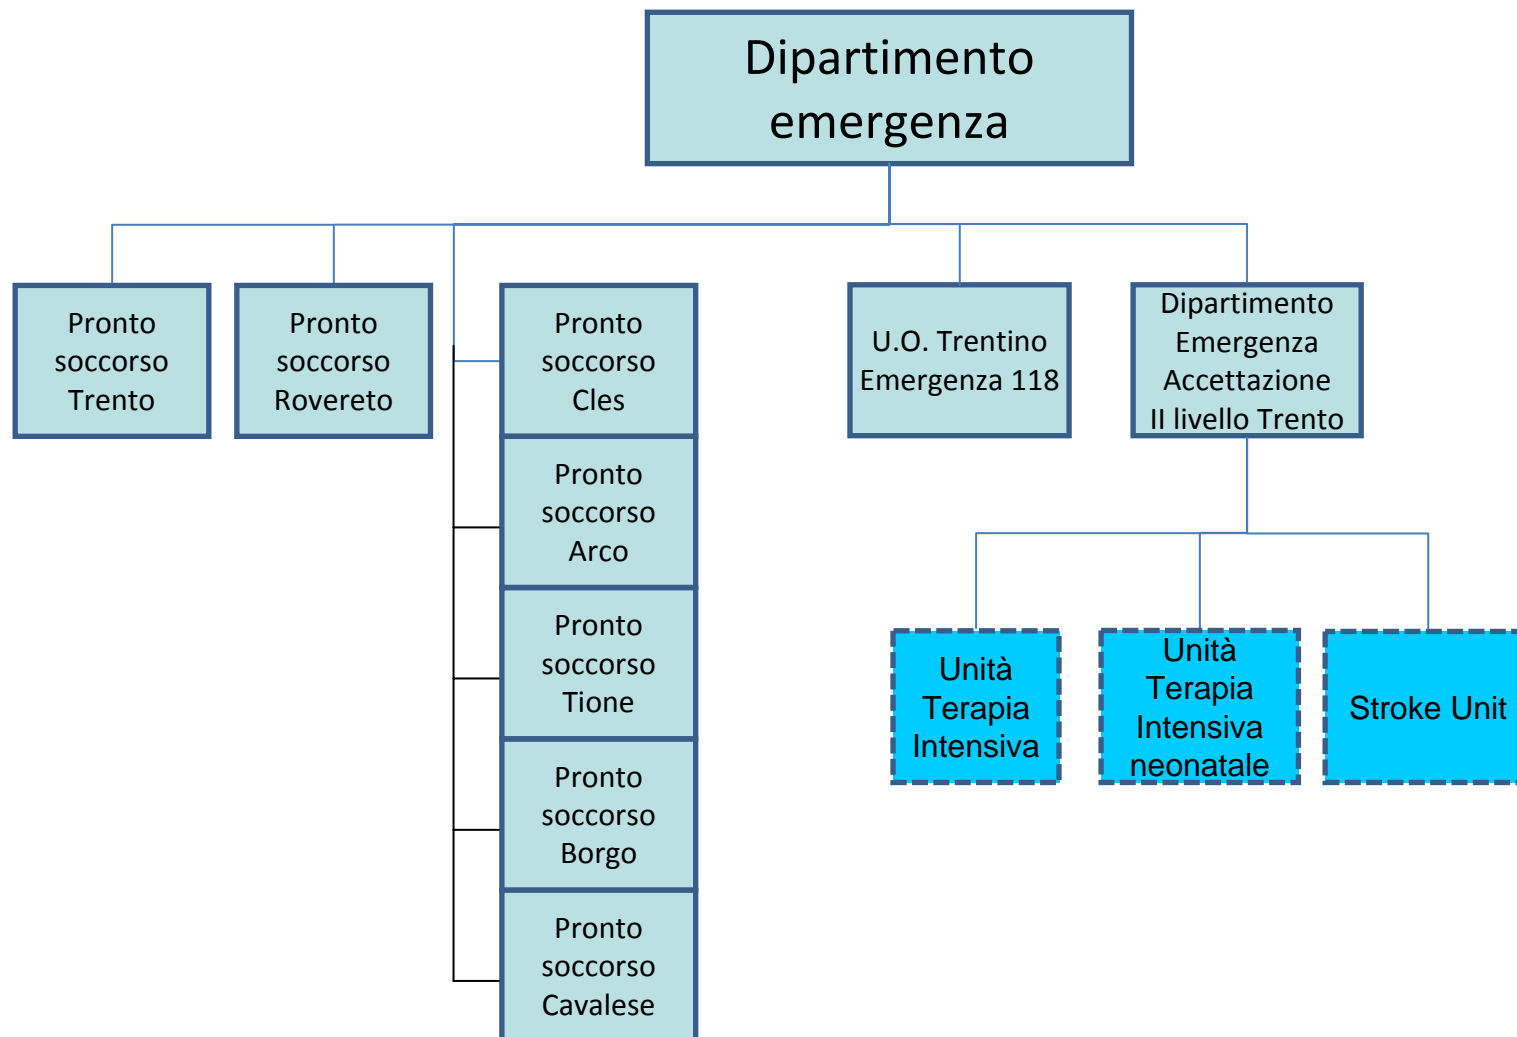 Dipartimento
emergenza
Pronto
soccorso
Trento
Pronto
soccorso
Rovereto
Pronto
soccorso
Cles
Pronto
soccorso
Arco
Pronto
soccorso
Tione
Pronto
soccorso
Borgo
Pronto
soccorso
Cavalese
U.O. Trentino
Emergenza 118
Dipartimento
Emergenza
Accettazione
II livello Trento
Unità
Terapia
Intensiva
Unità
Terapia
Intensiva
neonatale
Stroke Unit